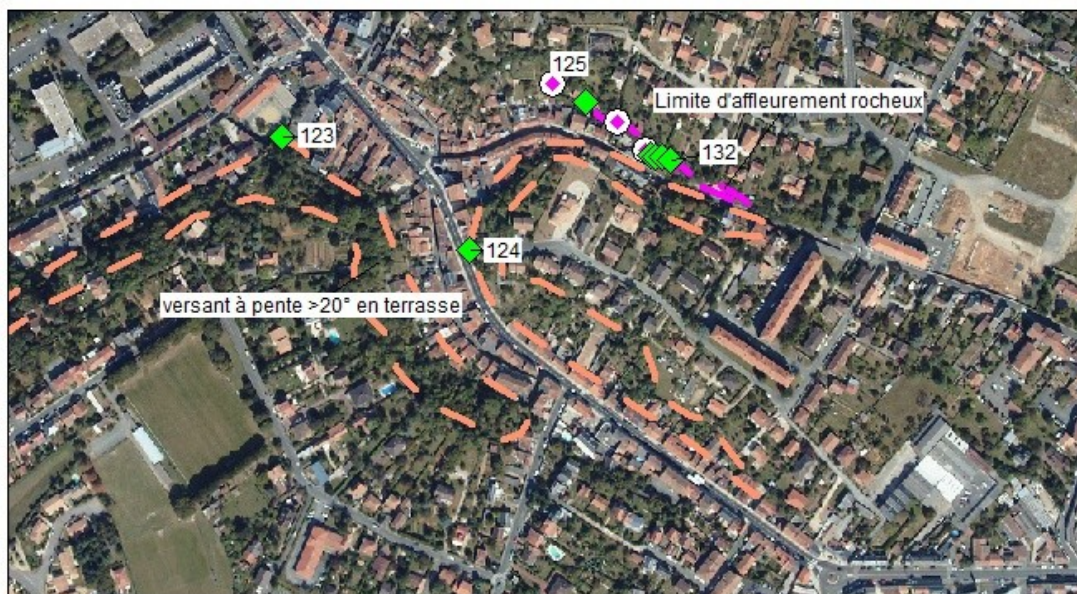 125
Limite d'affleurement rocheux
123
132
124
versant à pente >20° en terrasse